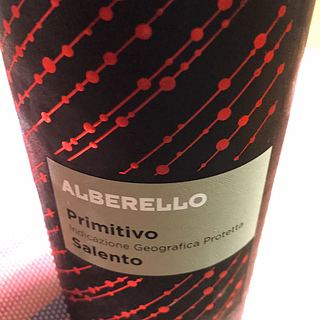 ALBERELLO
Primitivo
Indicazione Geografica Protetta
Salento